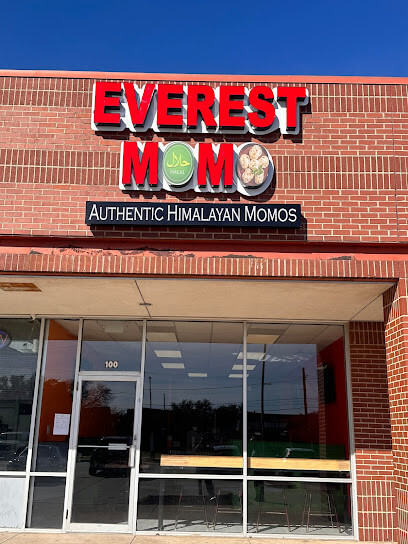 EVEREST
MOMO
حلال
HALAL
AUTHENTIC HIMALAYAN MOMOS
100